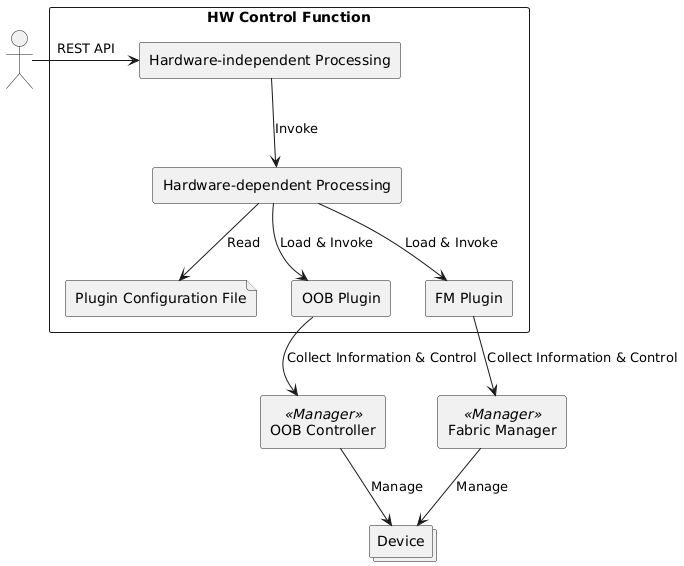 HW Control Function
REST API
Hardware-independent Processing
Invoke
Hardware-dependent Processing
Read
Load & Invoke
Load & Invoke
Plugin Configuration File
OOB Plugin
FM Plugin
Collect Information & Control
Collect Information & Control
«Manager»
OOB Controller
«Manager»
Fabric Manager
Manage
Manage
Device